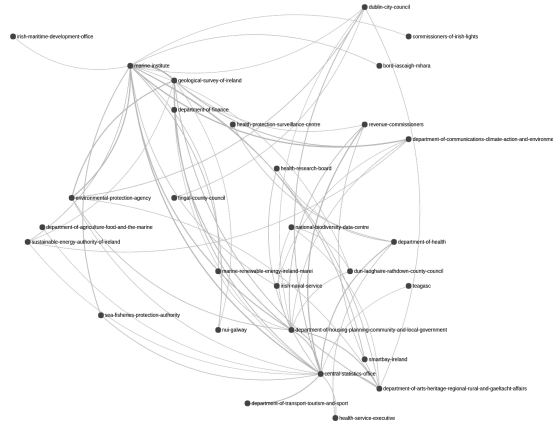 dublin-city-council
irish-maritime-development-office
commissioners-of-irish-lights
marine-institute
bord-iascaigh-mhara
geological-survey-of-ireland
department-of-finance
health-protection-surveillance-centre
revenue-commissioners
department-of-communications-climate-action-and-environme
health-research-board
environmental-protection-agency
fingal-county-council
department-of-agriculture-food-and-the-marine
national-biodiversity-data-centre
sustainable-energy-authority-of-ireland
department-of-health
marine-renewable-energy-ireland-marei
dun-laoghaire-rathdown-county-council
irish-naval-service
teagasc
sea-fisheries-protection-authority
nui-galway
department-of-housing-planning-community-and-local-government
smartbay-ireland
central-statistics-office
department-of-arts-heritage-regional-rural-and-gaeltacht-affairs
department-of-transport-tourism-and-sport
health-service-executive